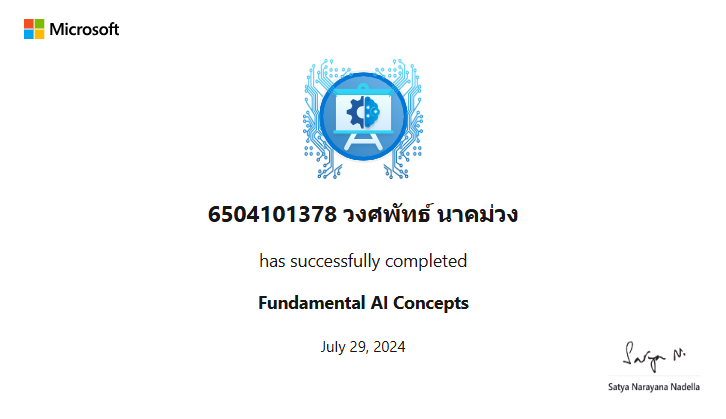 Microsoft
6504101378 วงศพัทธ์ นาคม่วง
has successfully completed
Fundamental AI Concepts
July 29, 2024
Satya N.
Satya Narayana Nadella